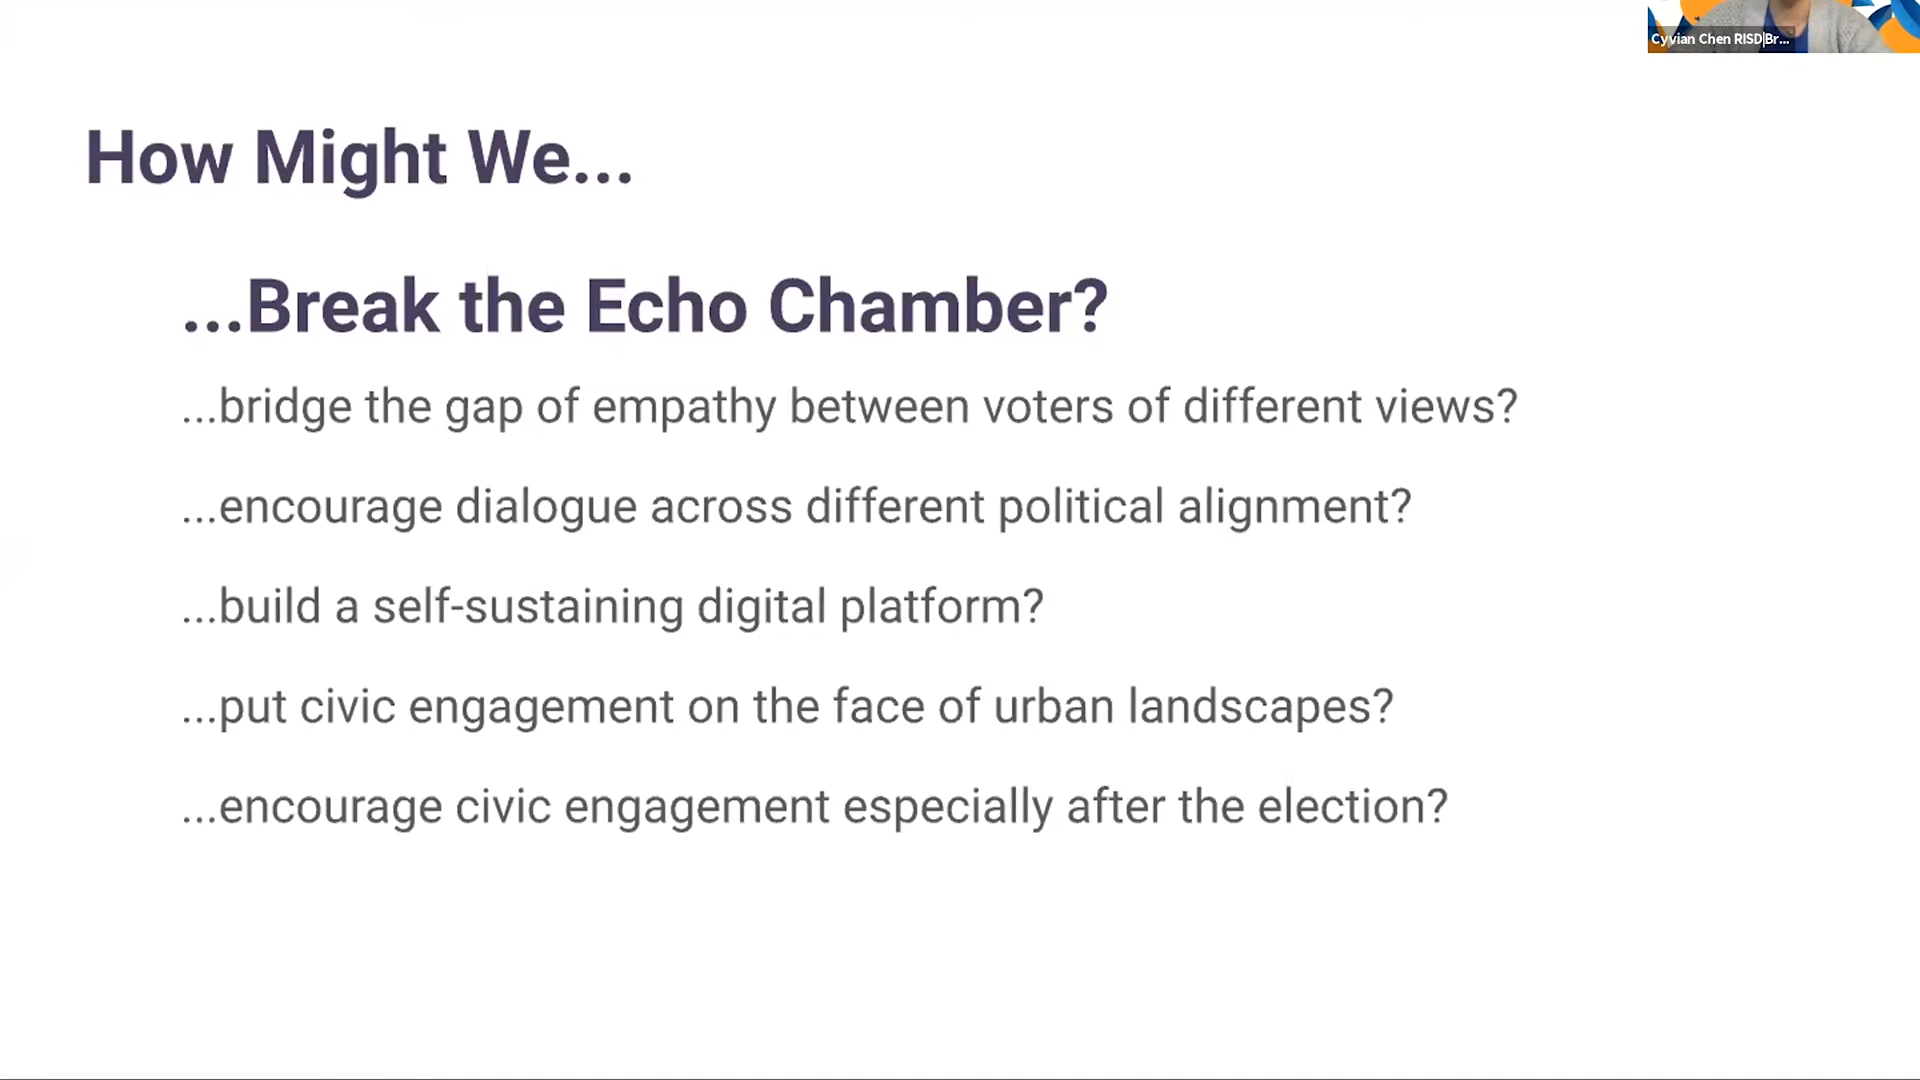 Cyvian Chen RISD|Br...
How Might We...
...Break the Echo Chamber?
...bridge the gap of empathy between voters of different views?
...encourage dialogue across different political alignment?
...build a self-sustaining digital platform?
...put civic engagement on the face of urban landscapes?
...encourage civic engagement especially after the election?